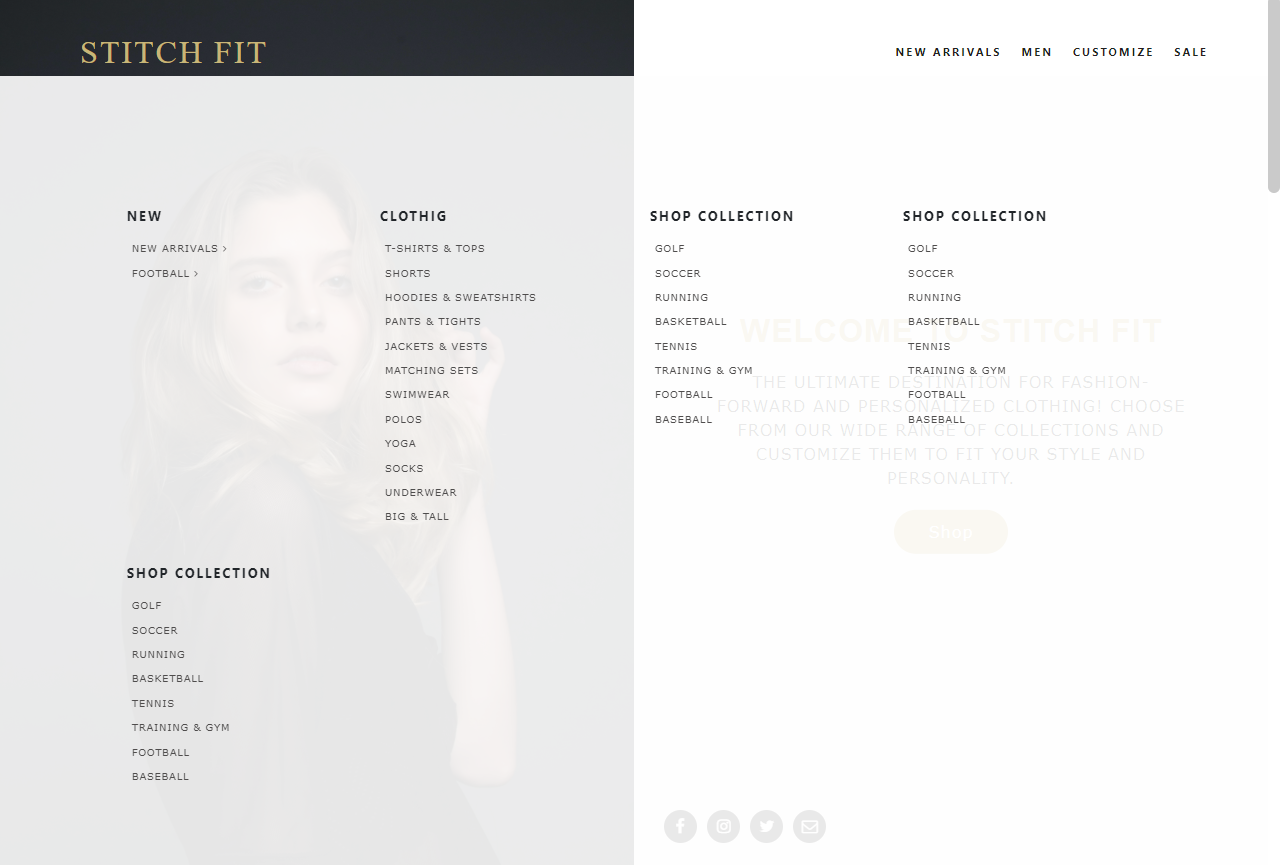 STITCH FIT
NEW ARRIVALS MEN CUSTOMIZE SALE
NEW
NEW ARRIVALS ›
FOOTBALL ›
CLOTHIG
T-SHIRTS & TOPS
SHORTS
HOODIES & SWEATSHIRTS
PANTS & TIGHTS
JACKETS & VESTS
MATCHING SETS
SWIMWEAR
POLOS
YOGA
SOCKS
UNDERWEAR
BIG & TALL
SHOP COLLECTION
GOLF
SOCCER
RUNNING
BASKETBALL
TENNIS
TRAINING & GYM
FOOTBALL
BASEBALL
SHOP COLLECTION
GOLF
SOCCER
RUNNING
BASKETBALL
TENNIS
TRAINING & GYM
FOOTBALL
BASEBALL
SHOP COLLECTION
GOLF
SOCCER
RUNNING
BASKETBALL
TENNIS
TRAINING & GYM
FOOTBALL
BASEBALL
WELCOME TO STITCH FIT
THE ULTIMATE DESTINATION FOR FASHION-
FORWARD AND PERSONALIZED CLOTHING! CHOOSE
FROM OUR WIDE RANGE OF COLLECTIONS AND
CUSTOMIZE THEM TO FIT YOUR STYLE AND
PERSONALITY.
Shop